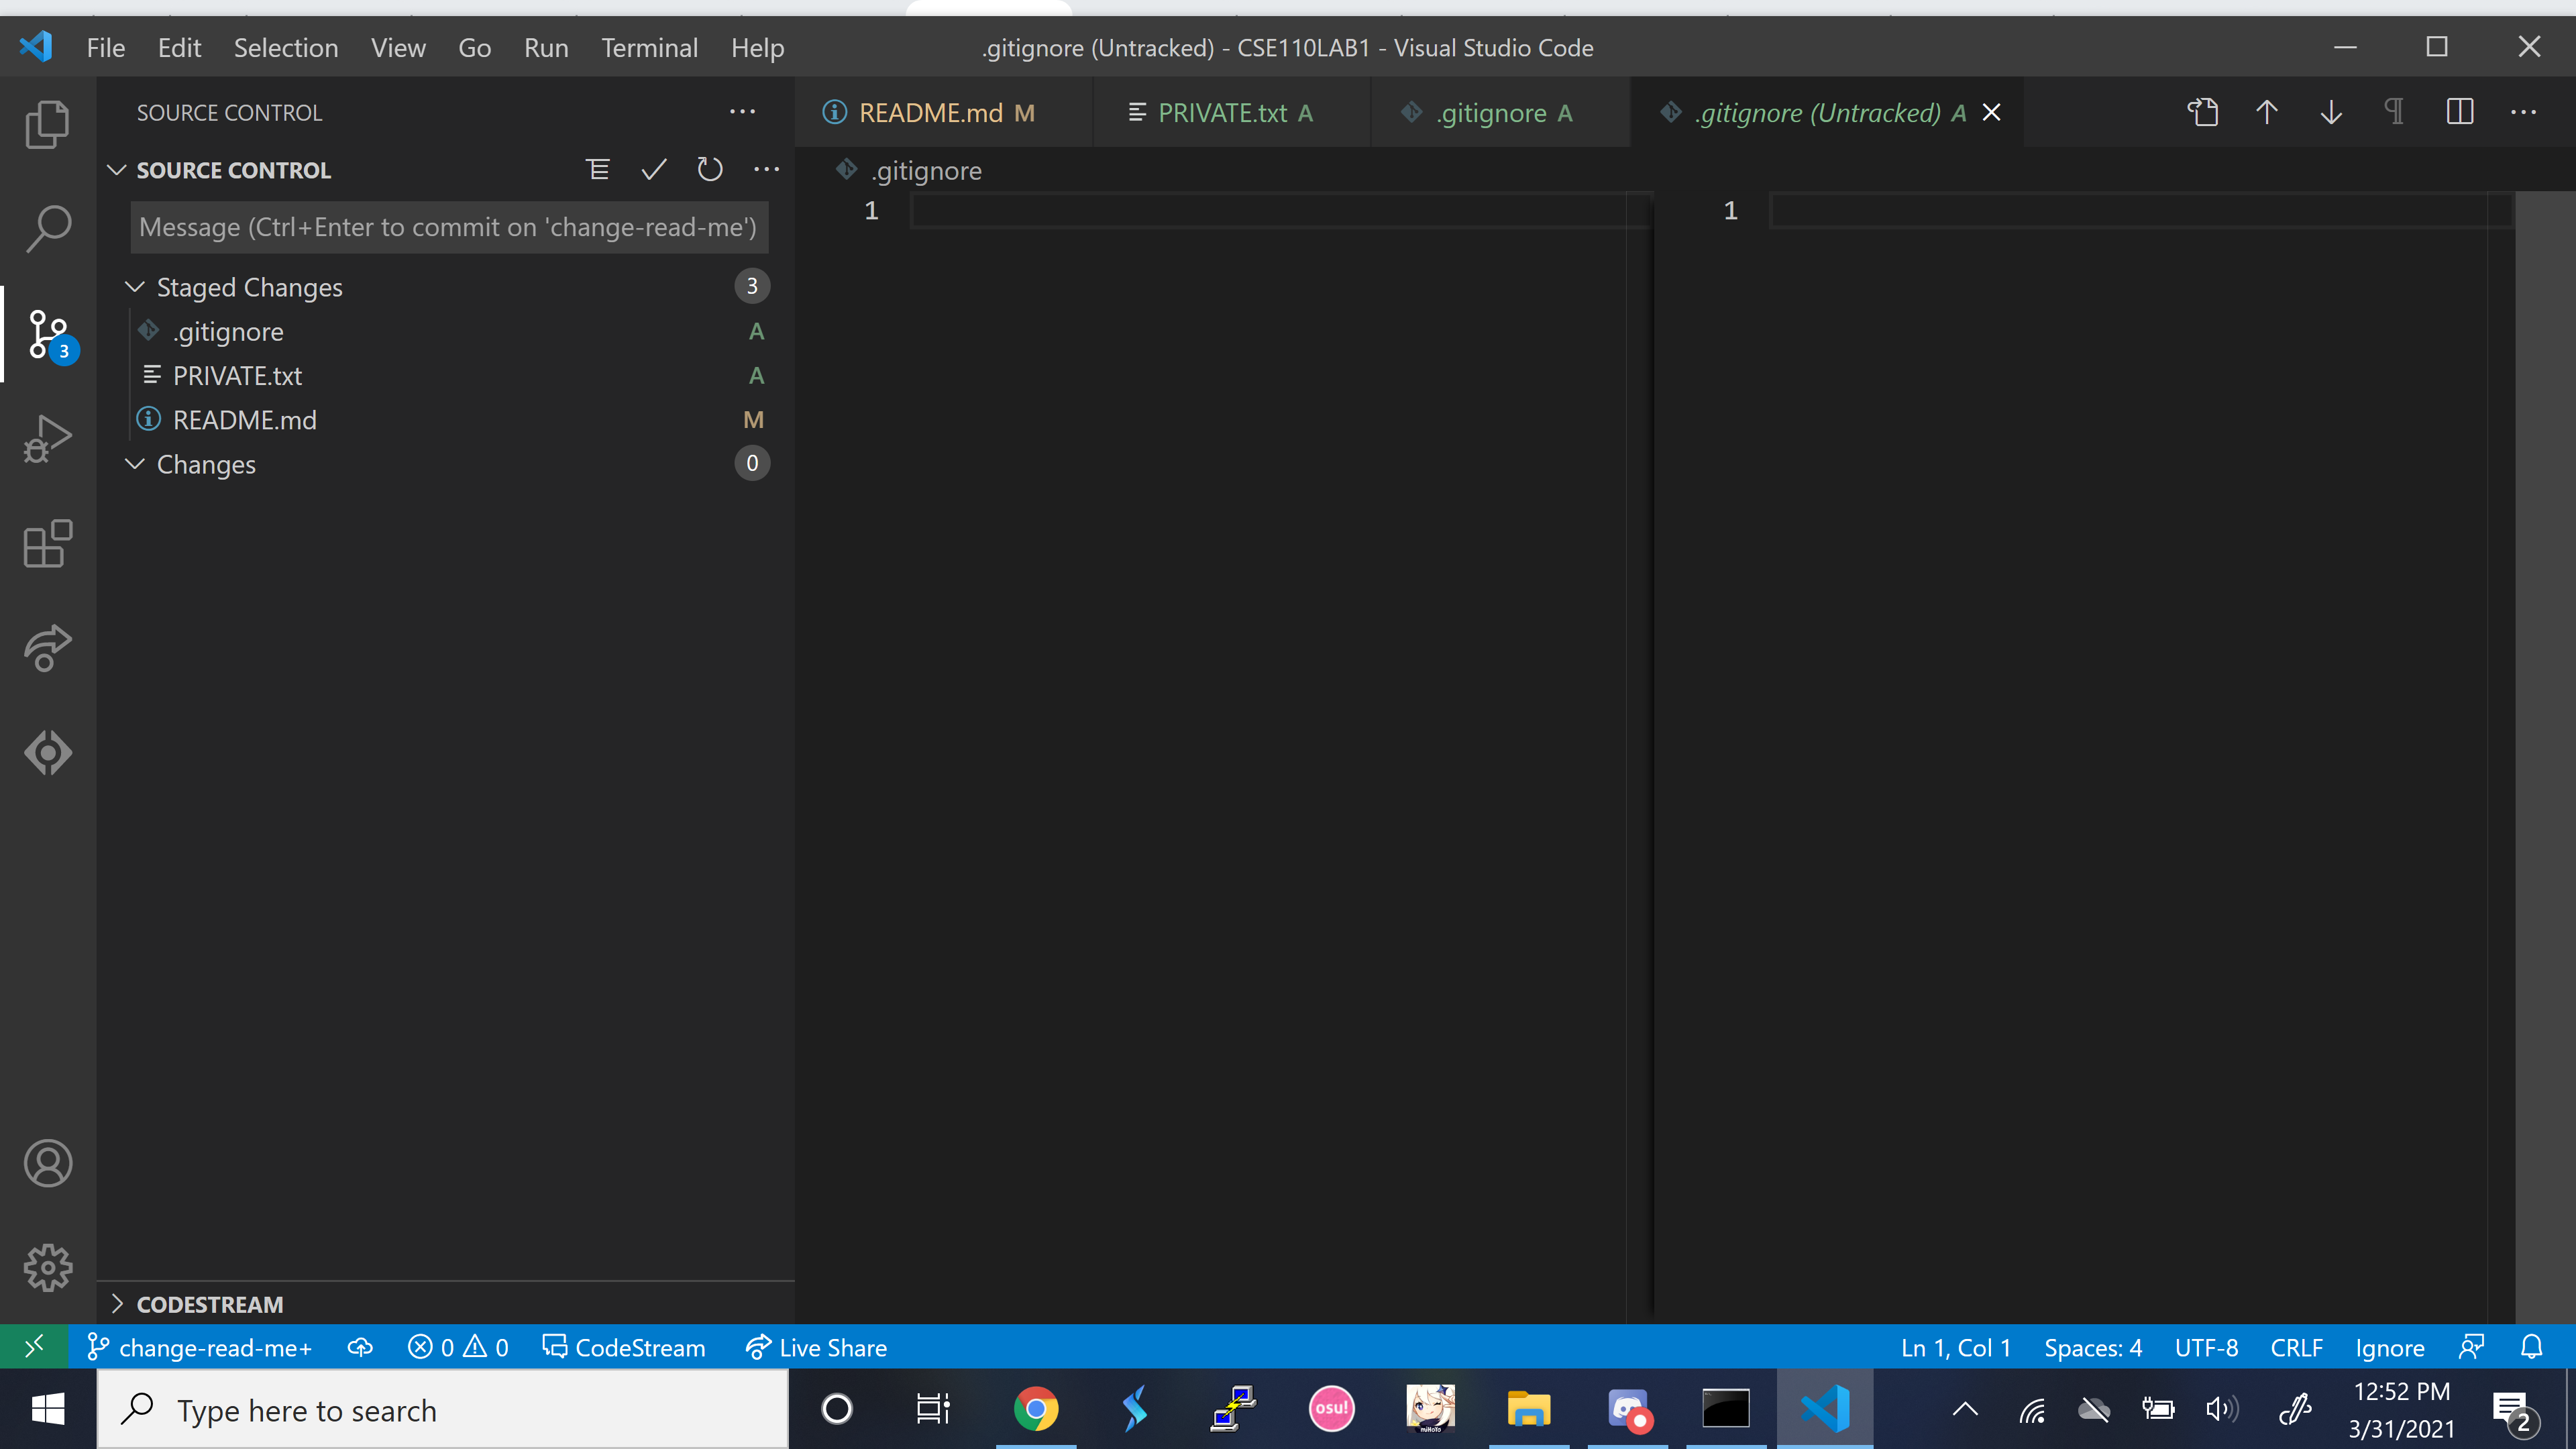 File Edit Selection View Go Run Terminal Help
.gitignore (Untracked) - CSE110LAB1 - Visual Studio Code
SOURCE CONTROL
README.md M
PRIVATE.txt A
.gitignore A
.gitignore (Untracked) A
SOURCE CONTROL
.gitignore
Message (Ctrl+Enter to commit on 'change-read-me')
1
1
Staged Changes 3
.gitignore A
PRIVATE.txt A
README.md M
Changes 0
3
CODESTREAM
change-read-me+ 0 0 CodeStream Live Share
Ln 1, Col 1 Spaces: 4 UTF-8 CRLF Ignore
Type here to search
osu!
miHoYo
12:52 PM
3/31/2021
2